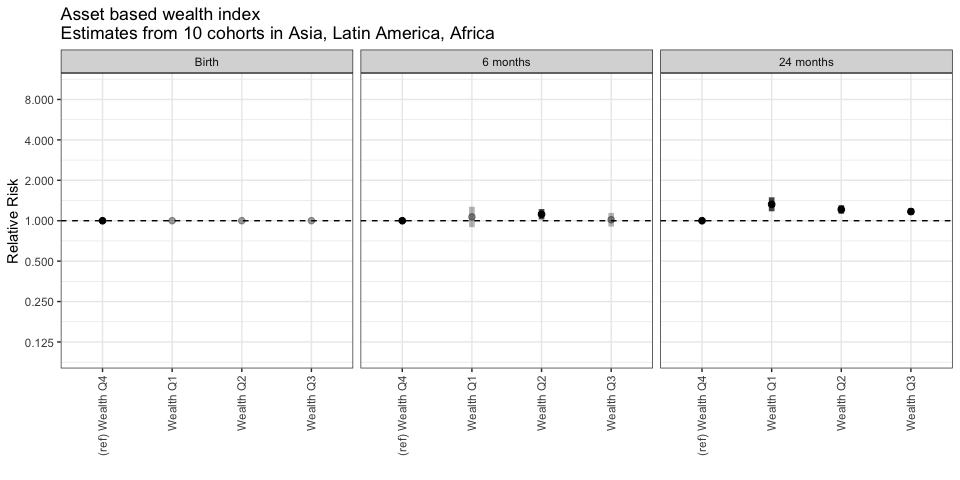 Asset based wealth index
Estimates from 10 cohorts in Asia, Latin America, Africa
Birth
6 months
24 months
Relative Risk
8.000
4.000
2.000
1.000
0.500
0.250
0.125
(ref) Wealth Q4
Wealth Q1
Wealth Q2
Wealth Q3
(ref) Wealth Q4
Wealth Q1
Wealth Q2
Wealth Q3
(ref) Wealth Q4
Wealth Q1
Wealth Q2
Wealth Q3